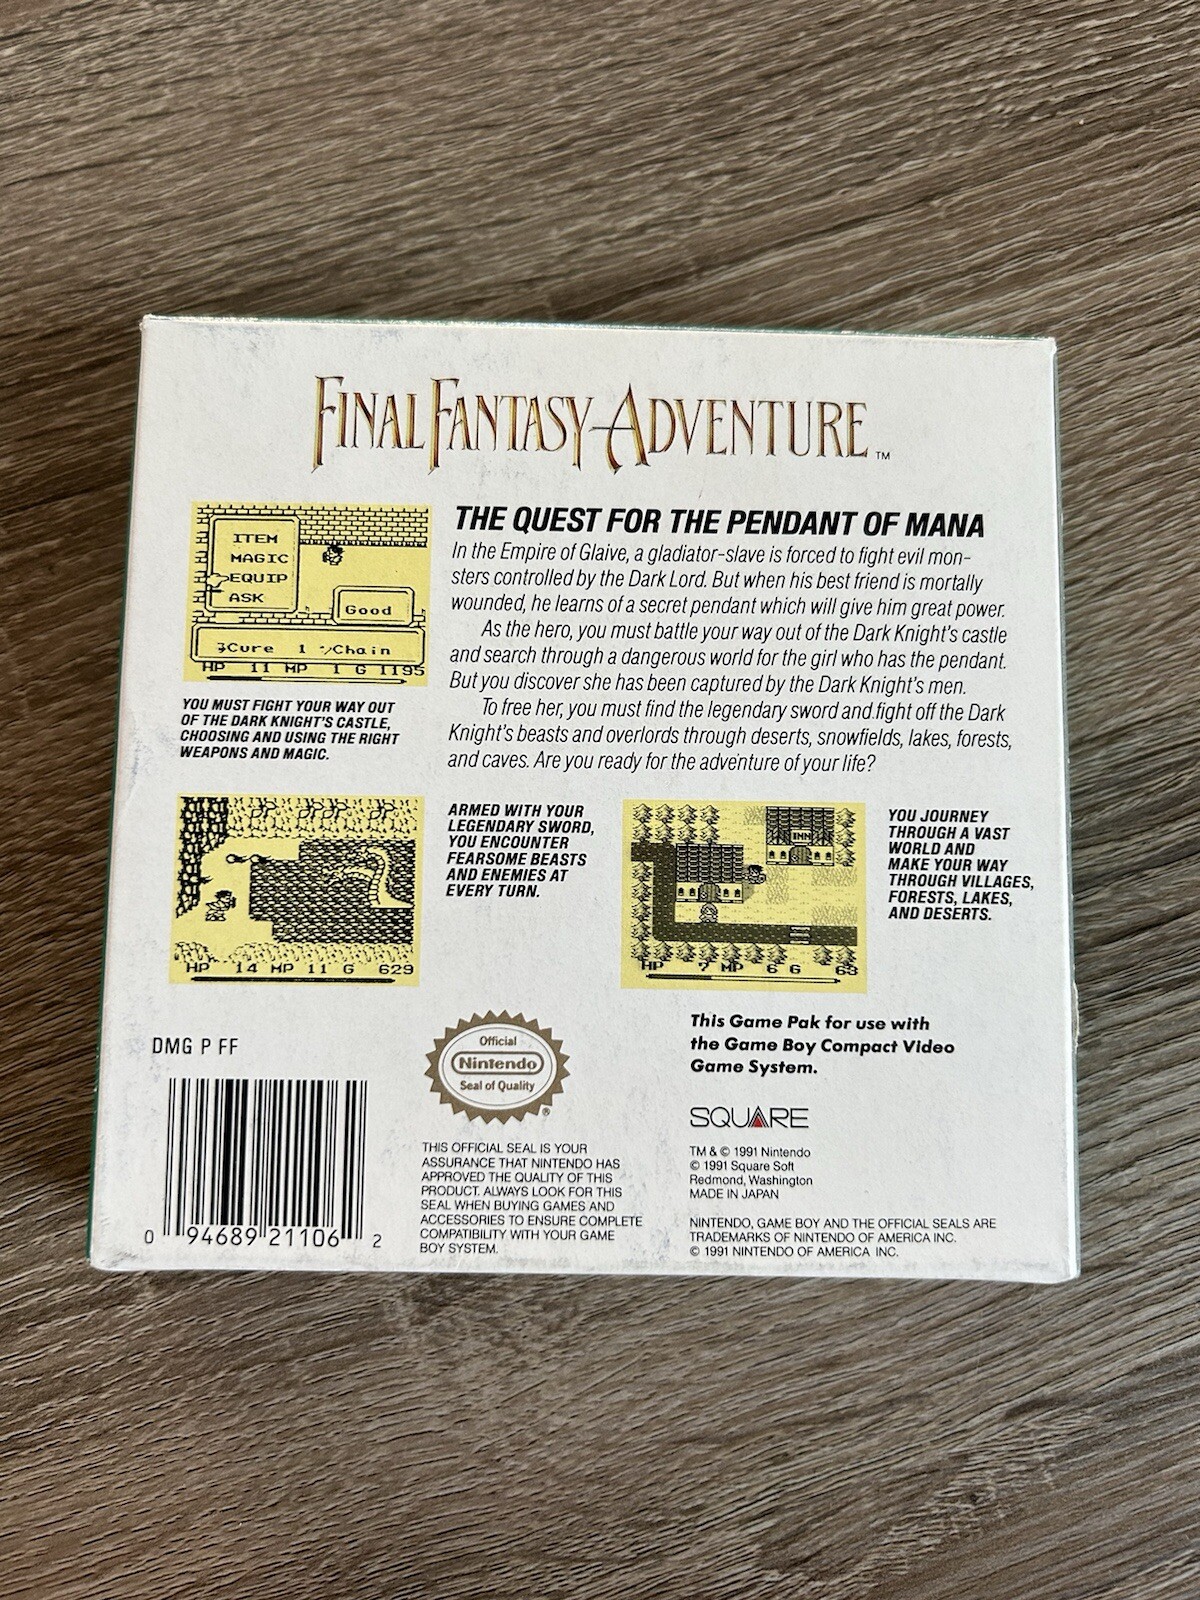 FINAL FANTASY ADVENTURE™
THE QUEST FOR THE PENDANT OF MANA
In the Empire of Glaive, a gladiator-slave is forced to fight evil mon-
sters controlled by the Dark Lord. But when his best friend is mortally
wounded, he learns of a secret pendant which will give him great power.
As the hero, you must battle your way out of the Dark Knight's castle
and search through a dangerous world for the girl who has the pendant.
But you discover she has been captured by the Dark Knight's men.
To free her, you must find the legendary sword and fight off the Dark
Knight's beasts and overlords through deserts, snowfields, lakes, forests,
and caves. Are you ready for the adventure of your life?
ITEM
MAGIC
EQUIP
ASK
Good
Cure 1 Chain
HP 11 MP 1 G 1195
YOU MUST FIGHT YOUR WAY OUT
OF THE DARK KNIGHT'S CASTLE,
CHOOSING AND USING THE RIGHT
WEAPONS AND MAGIC.
HP 14 MP 11 G 629
ARMED WITH YOUR
LEGENDARY SWORD,
YOU ENCOUNTER
FEARSOME BEASTS
AND ENEMIES AT
EVERY TURN.
INN
HP 7 MP 6 G 63
YOU JOURNEY
THROUGH A VAST
WORLD AND
MAKE YOUR WAY
THROUGH VILLAGES,
FORESTS, LAKES,
AND DESERTS.
DMG P FF
0 94689 21106 2
Official
Nintendo
Seal of Quality
®
THIS OFFICIAL SEAL IS YOUR
ASSURANCE THAT NINTENDO HAS
APPROVED THE QUALITY OF THIS
PRODUCT. ALWAYS LOOK FOR THIS
SEAL WHEN BUYING GAMES AND
ACCESSORIES TO ENSURE COMPLETE
COMPATIBILITY WITH YOUR GAME
BOY SYSTEM.
This Game Pak for use with
the Game Boy Compact Video
Game System.
SQUARE
TM & © 1991 Nintendo
© 1991 Square Soft
Redmond, Washington
MADE IN JAPAN
NINTENDO, GAME BOY AND THE OFFICIAL SEALS ARE
TRADEMARKS OF NINTENDO OF AMERICA INC.
© 1991 NINTENDO OF AMERICA INC.